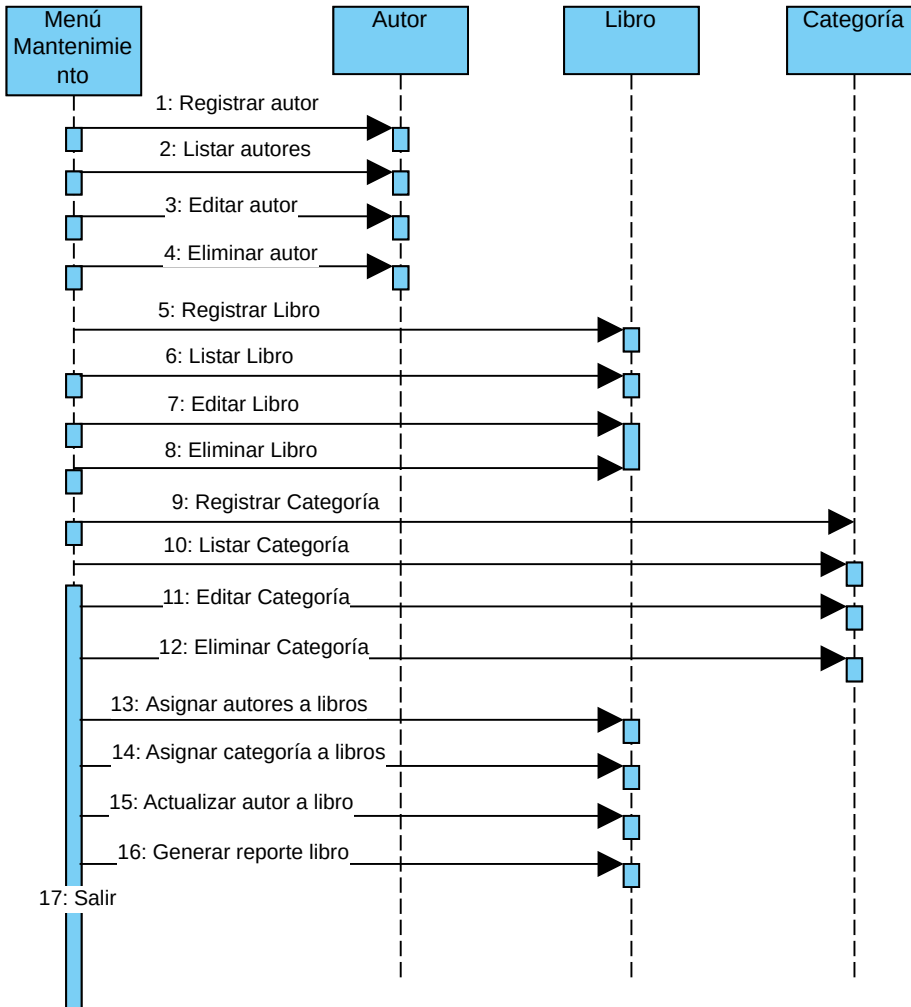 Menú
Mantenimie
nto
Autor
Libro
Categoría
1: Registrar autor
2: Listar autores
3: Editar autor
4: Eliminar autor
5: Registrar Libro
6: Listar Libro
7: Editar Libro
8: Eliminar Libro
9: Registrar Categoría
10: Listar Categoría
11: Editar Categoría
12: Eliminar Categoría
13: Asignar autores a libros
14: Asignar categoría a libros
15: Actualizar autor a libro
16: Generar reporte libro
17: Salir